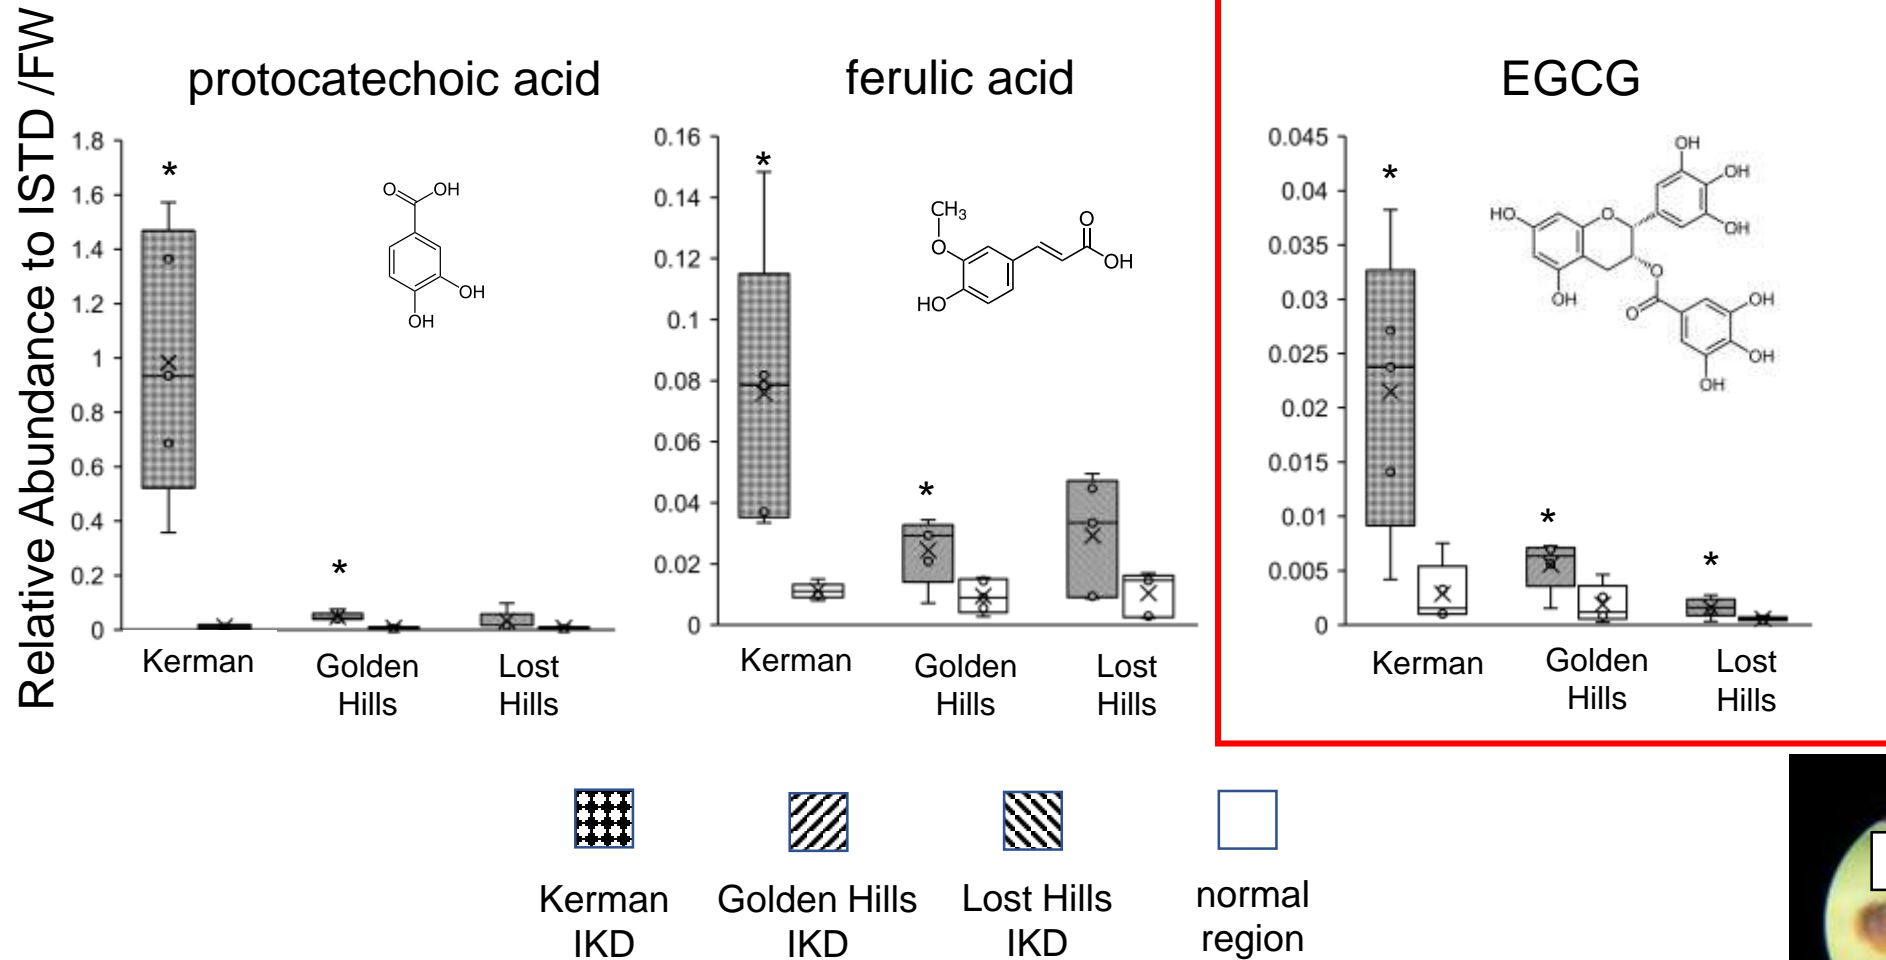 Relative Abundance to ISTD /FW
protocatechoic acid
1.8
1.6
1.4
1.2
1
0.8
0.6
0.4
0.2
0
*
*
O
OH
OH
OH
Kerman
Golden
Hills
Lost
Hills
ferulic acid
0.16
0.14
0.12
0.1
0.08
0.06
0.04
0.02
0
*
*
CH3
O
O
OH
HO
Kerman
Golden
Hills
Lost
Hills
EGCG
0.045
0.04
0.035
0.03
0.025
0.02
0.015
0.01
0.005
0
*
*
*
OH
OH
OH
HO
O
OH
O
O
OH
OH
OH
Kerman
Golden
Hills
Lost
Hills
Kerman
IKD
Golden Hills
IKD
Lost Hills
IKD
normal
region